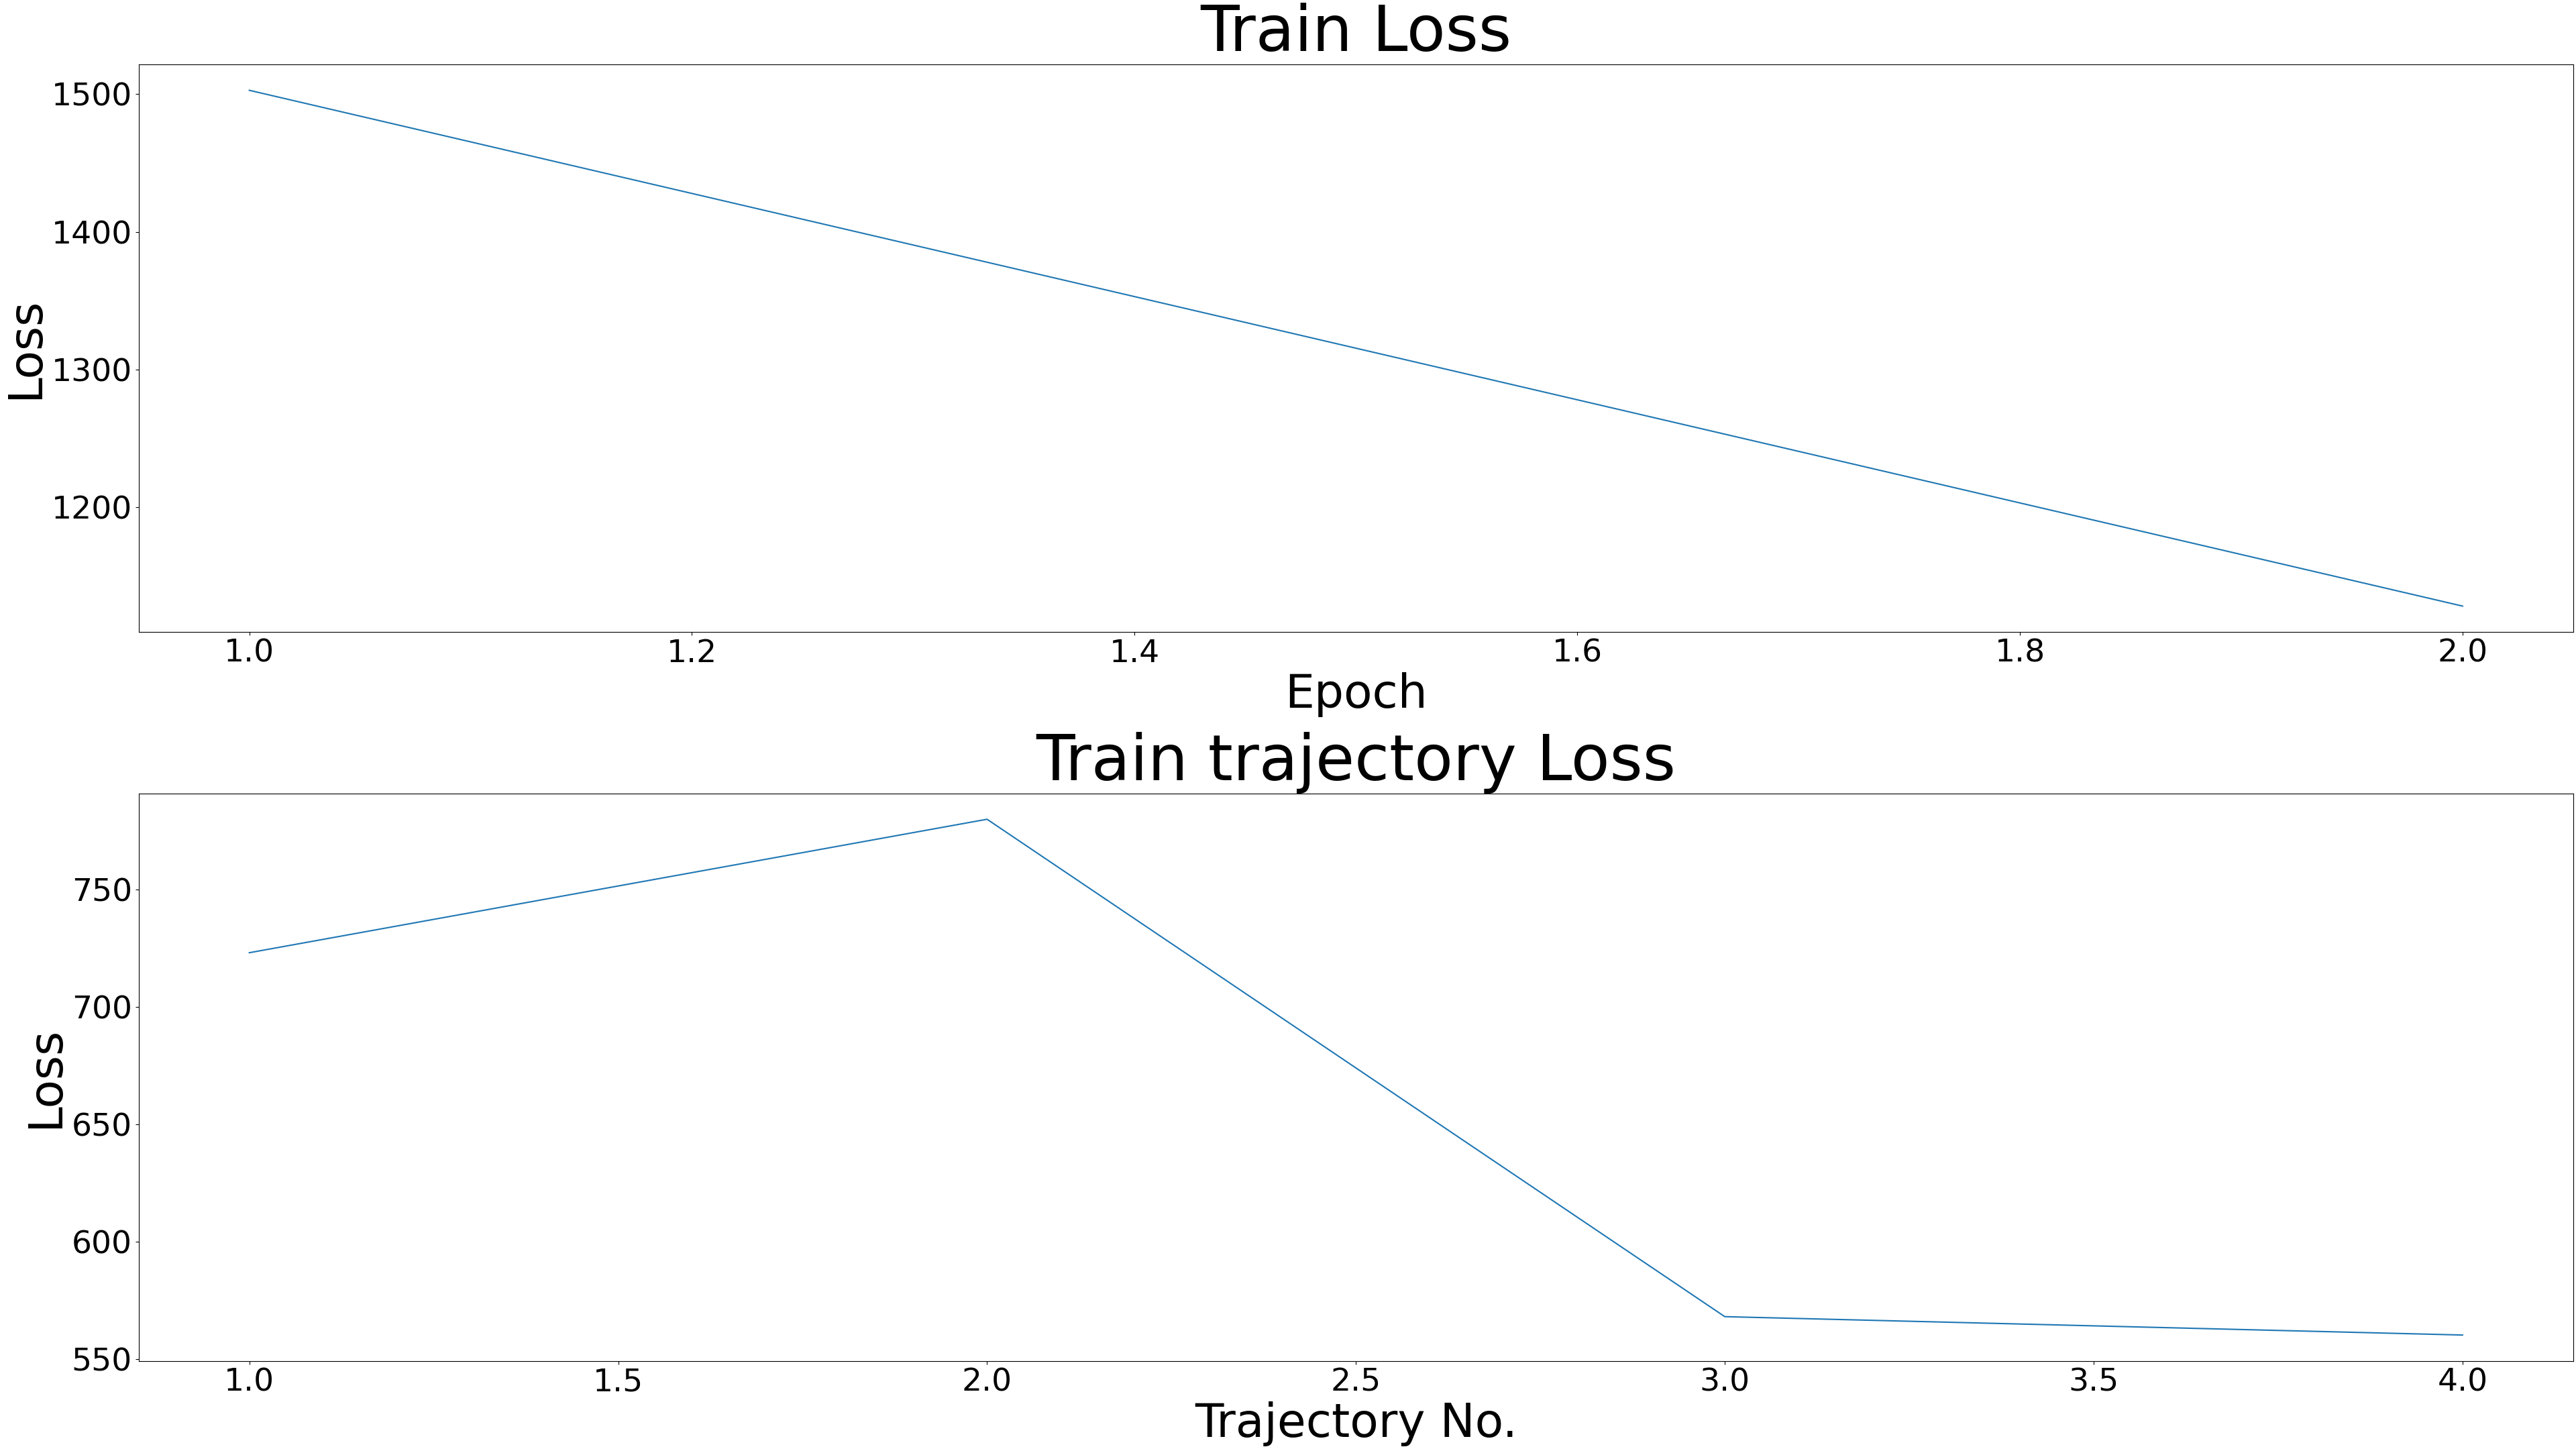 Train Loss
1500
1400
1300
1200
Loss
1.0 1.2 1.4 1.6 1.8 2.0
Epoch
Train trajectory Loss
750
700
650
600
550
Loss
1.0 1.5 2.0 2.5 3.0 3.5 4.0
Trajectory No.